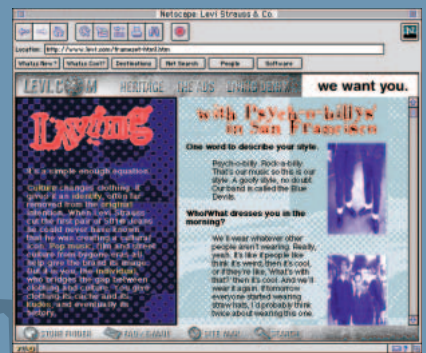 Netscape: Levi Strauss & Co.
Location: http://www.levi.com/frameset-html.htm
What's New? What's Cool? Destinations Net Search People Software
LEVI. COM HERITAGE THE ADS LIVING DENIM we want you.
Laying
It's a simple enough equation.
Culture changes clothing; it
gives it an identity, often far
removed from the original
intention. When Levi Strauss
cut the first pair of 501® jeans,
he could never have known
that he was creating a cultural
icon. Pop music, film and street
culture from bygone eras all
help give the brand its image.
But it is you, the individual,
who bridges the gap between
clothing and culture. You give
clothing its cache and its
kudos, and eventually its
history.
with 'Psych-o-billys'
in San Francisco
One word to describe your style.
Psych-o-billy. Rock-a-billy.
That's our music so this is our
style. A goofy style, no doubt.
Our band is called the Blue
Devils.
Who/What dresses you in the
morning?
We'll wear whatever other
people aren't wearing. Really,
yeah. It's like if people like
think it's weird, then it's cool,
or if they're like, 'What's with
that?' then it's cool. And we'll
wear it again. If tomorrow
everyone started wearing
straw hats, I'd probably think
twice about wearing this one.
STORE FINDER FAQ SITE MAP SEARCH